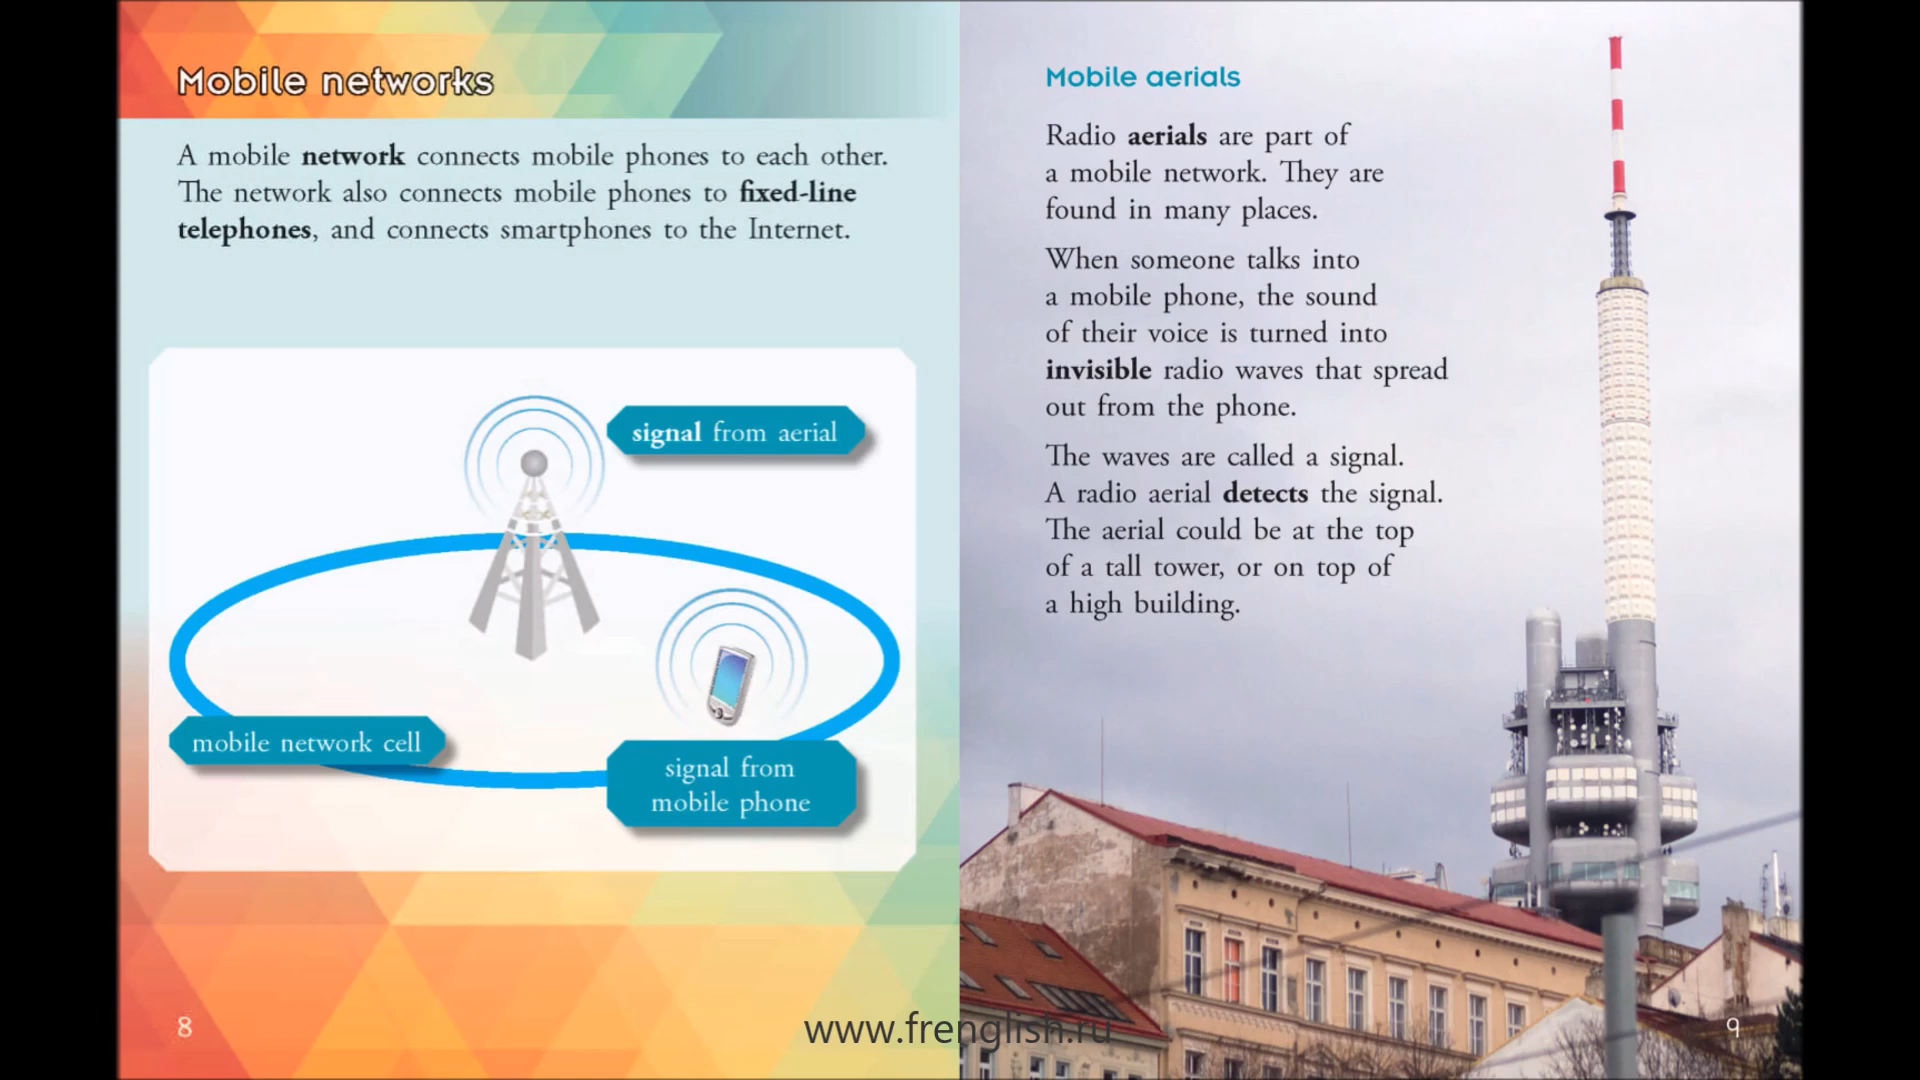 Mobile networks
A mobile network connects mobile phones to each other.
The network also connects mobile phones to fixed-line
telephones, and connects smartphones to the Internet.
signal from aerial
mobile network cell
signal from
mobile phone
8
Mobile aerials
Radio aerials are part of
a mobile network. They are
found in many places.
When someone talks into
a mobile phone, the sound
of their voice is turned into
invisible radio waves that spread
out from the phone.
The waves are called a signal.
A radio aerial detects the signal.
The aerial could be at the top
of a tall tower, or on top of
a high building.
9
www.frenglish.ru